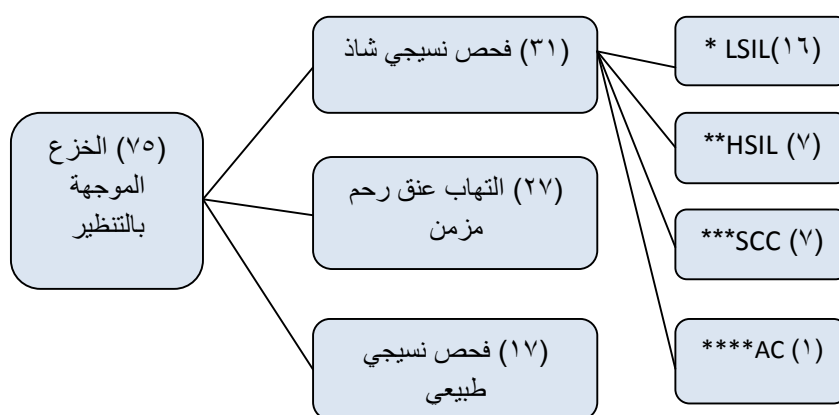 (٧٥) الخزع
الموجهة
بالتنظير
(٣١) فحص نسيجي شاذ
(٢٧) التهاب عنق رحم
مزمن
(١٧) فحص نسيجي
طبيعي
* LSIL(١٦)
**HSIL (٧)
***SCC (٧)
****AC (١)